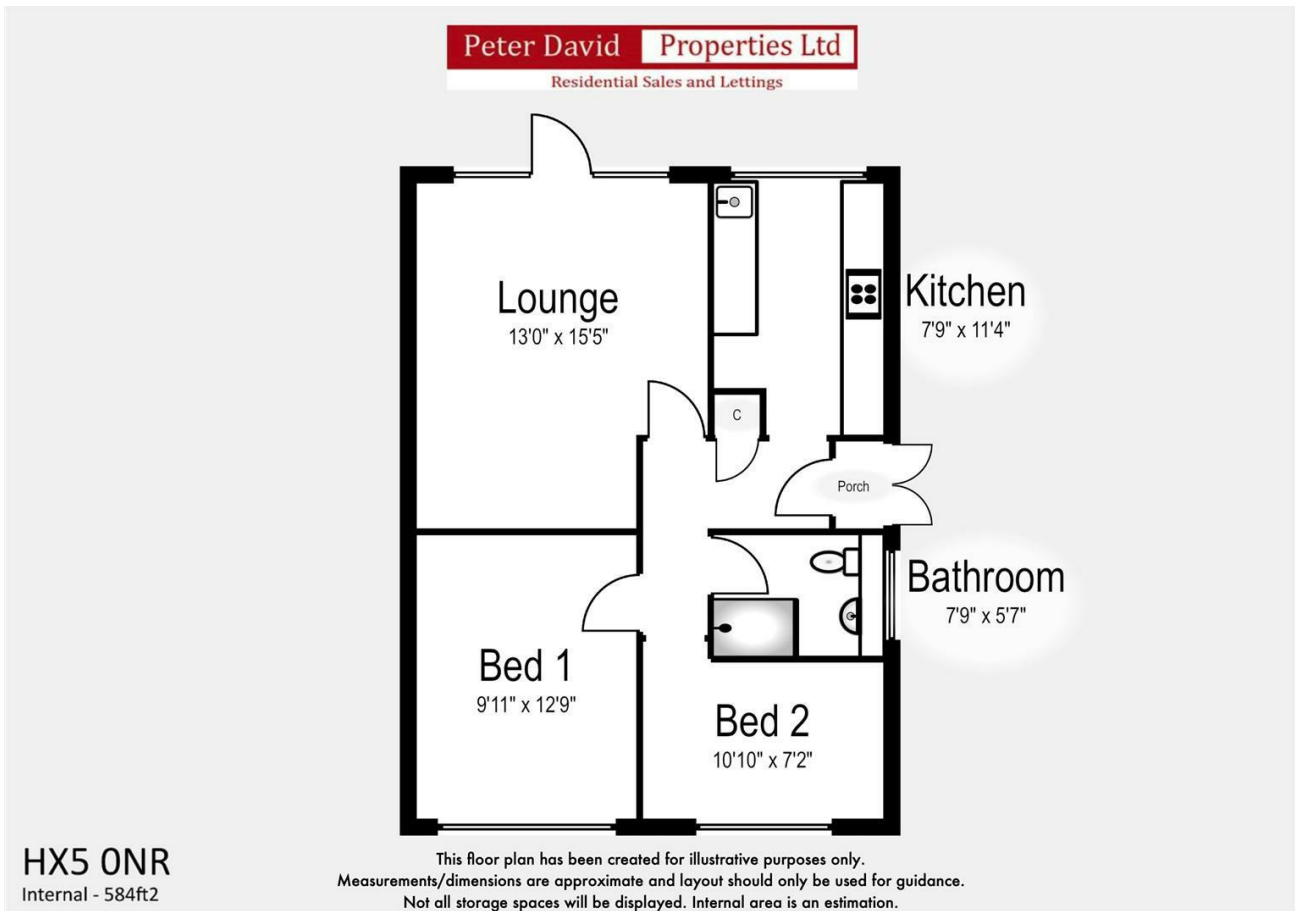 Peter David Properties Ltd
Residential Sales and Lettings
Lounge
13'0" x 15'5"
Kitchen
7'9" x 11'4"
C
Porch
Bathroom
7'9" x 5'7"
Bed 1
9'11" x 12'9"
Bed 2
10'10" x 7'2"
HX5 0NR
Internal - 584ft2
This floor plan has been created for illustrative purposes only.
Measurements/dimensions are approximate and layout should only be used for guidance.
Not all storage spaces will be displayed. Internal area is an estimation.